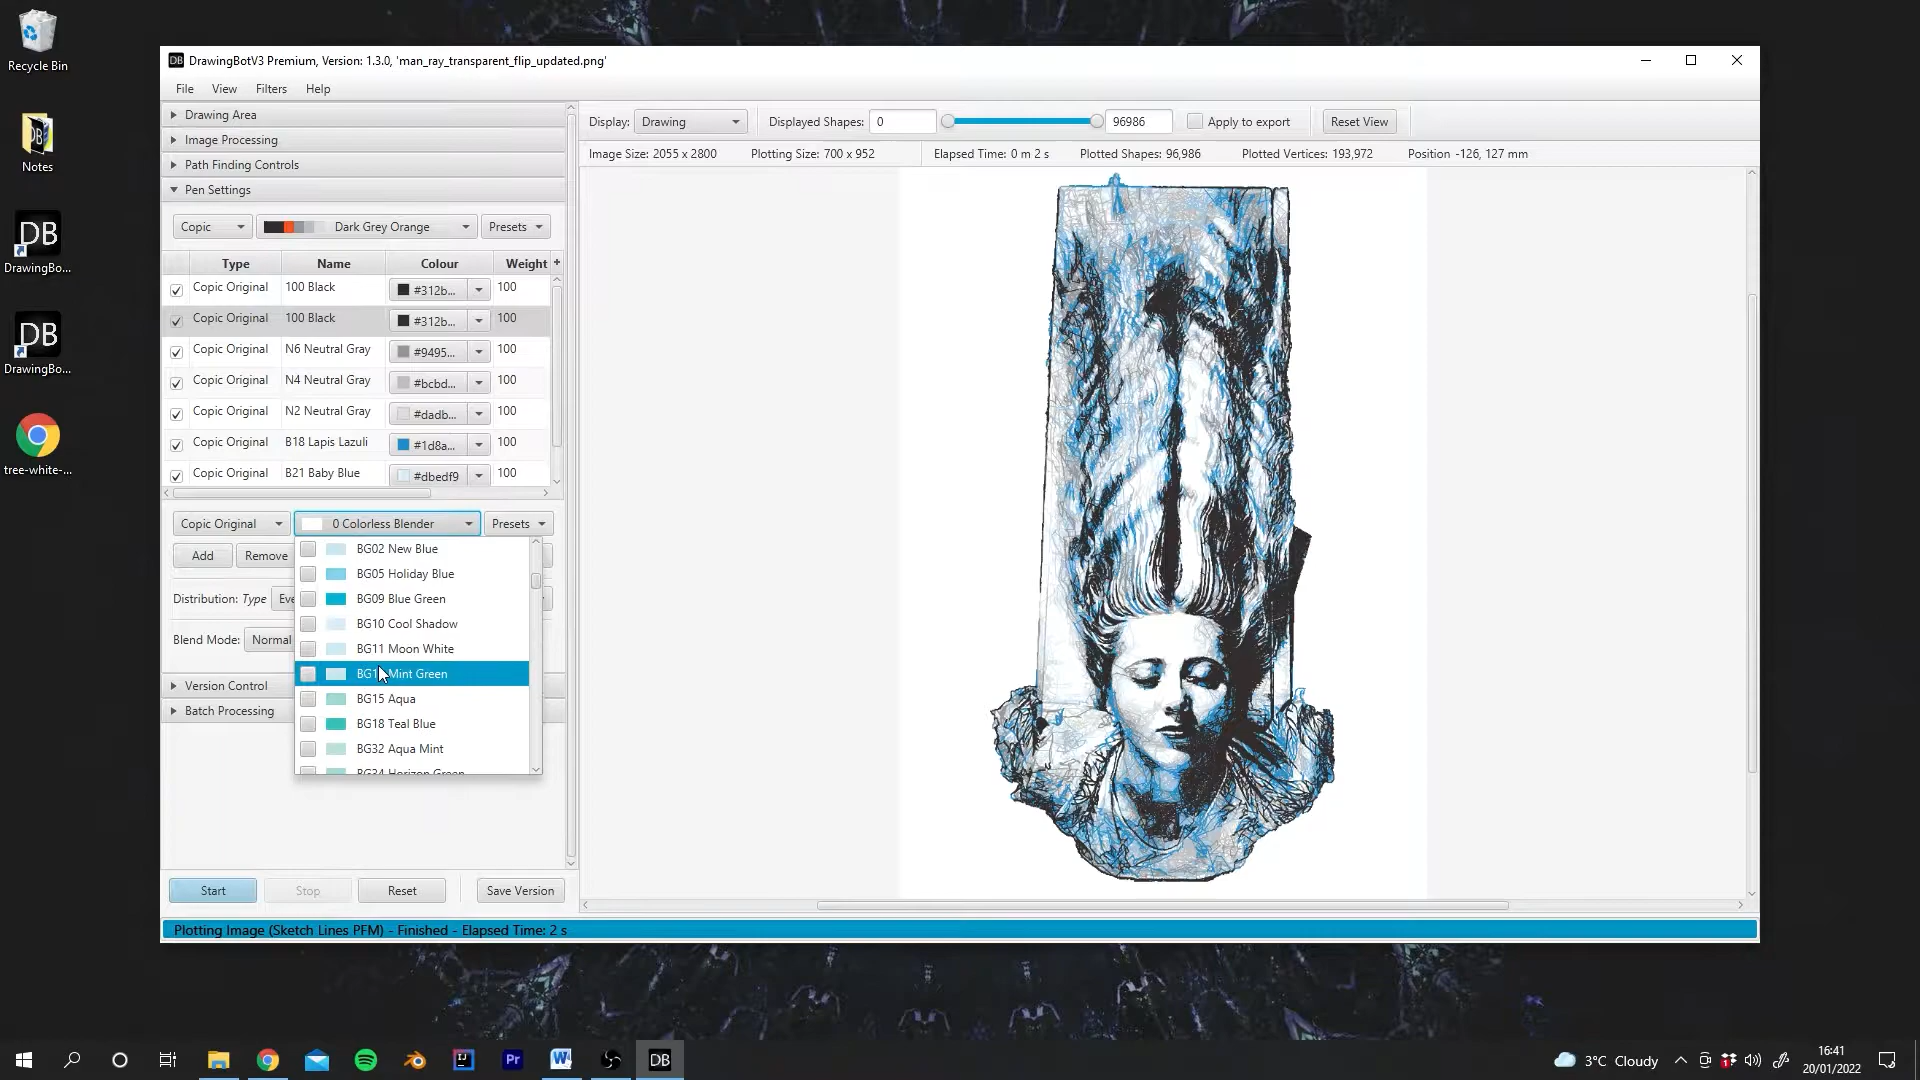 Recycle Bin
Notes
DB
DrawingBo...
DB
DrawingBo...
tree-white-...
DB DrawingBotV3 Premium, Version: 1.3.0, 'man_ray_transparent_flip_updated.png'
File View Filters Help
Drawing Area
Image Processing
Path Finding Controls
Pen Settings
Copic Dark Grey Orange Presets
Type Name Colour Weight +
Copic Original 100 Black #312b... 100
Copic Original 100 Black #312b... 100
Copic Original N6 Neutral Gray #9495... 100
Copic Original N4 Neutral Gray #bcbd... 100
Copic Original N2 Neutral Gray #dadb... 100
Copic Original B18 Lapis Lazuli #1d8a... 100
Copic Original B21 Baby Blue #dbedf9 100
Copic Original 0 Colorless Blender Presets
Add Remove
Distribution: Type Eve
Blend Mode: Normal
BG02 New Blue
BG05 Holiday Blue
BG09 Blue Green
BG10 Cool Shadow
BG11 Moon White
Mint Green
BG15 Aqua
BG18 Teal Blue
BG32 Aqua Mint
BG34 Horizon Green
Version Control
Batch Processing
Start Stop Reset Save Version
Display: Drawing Displayed Shapes: 0 96986 Apply to export Reset View
Image Size: 2055 x 2800 Plotting Size: 700 x 952 Elapsed Time: 0 m 2 s Plotted Shapes: 96,986 Plotted Vertices: 193,972 Position -126, 127 mm
Plotting Image (Sketch Lines PFM) - Finished - Elapsed Time: 2 s
Pr
W
DB
3°C Cloudy
16:41
20/01/2022